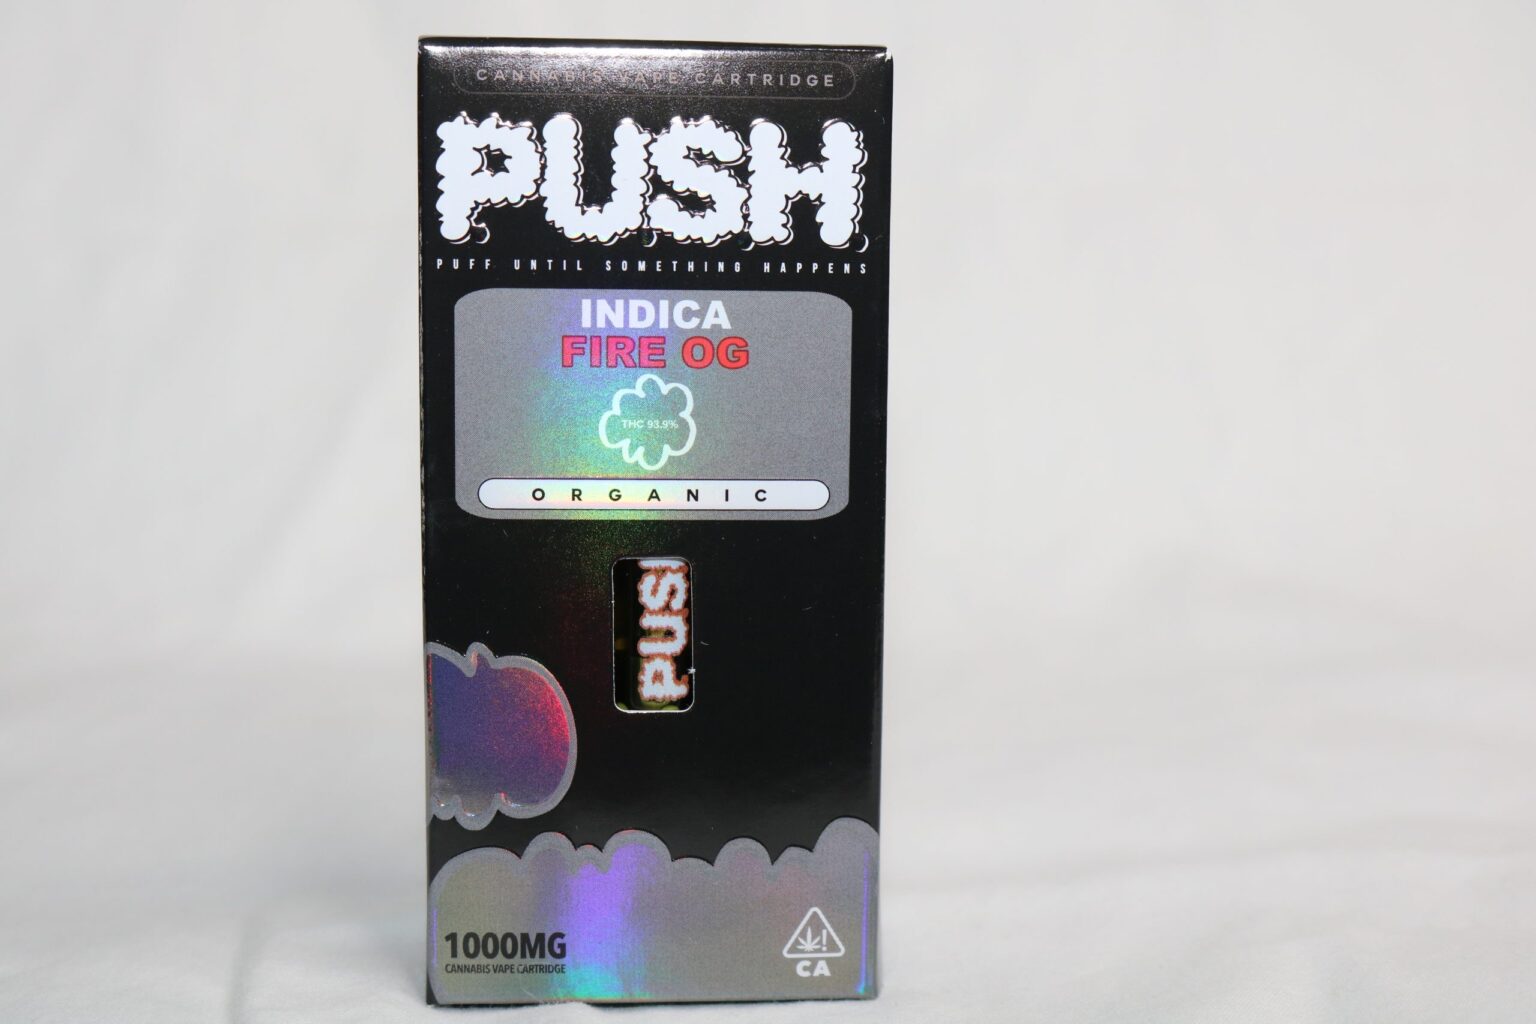 CANNABIS VAPE CARTRIDGE
PUSH
PUFF UNTIL SOMETHING HAPPENS
INDICA
FIRE OG
THC 93.9%
ORGANIC
PUSH
1000MG
CANNABIS VAPE CARTRIDGE
CA